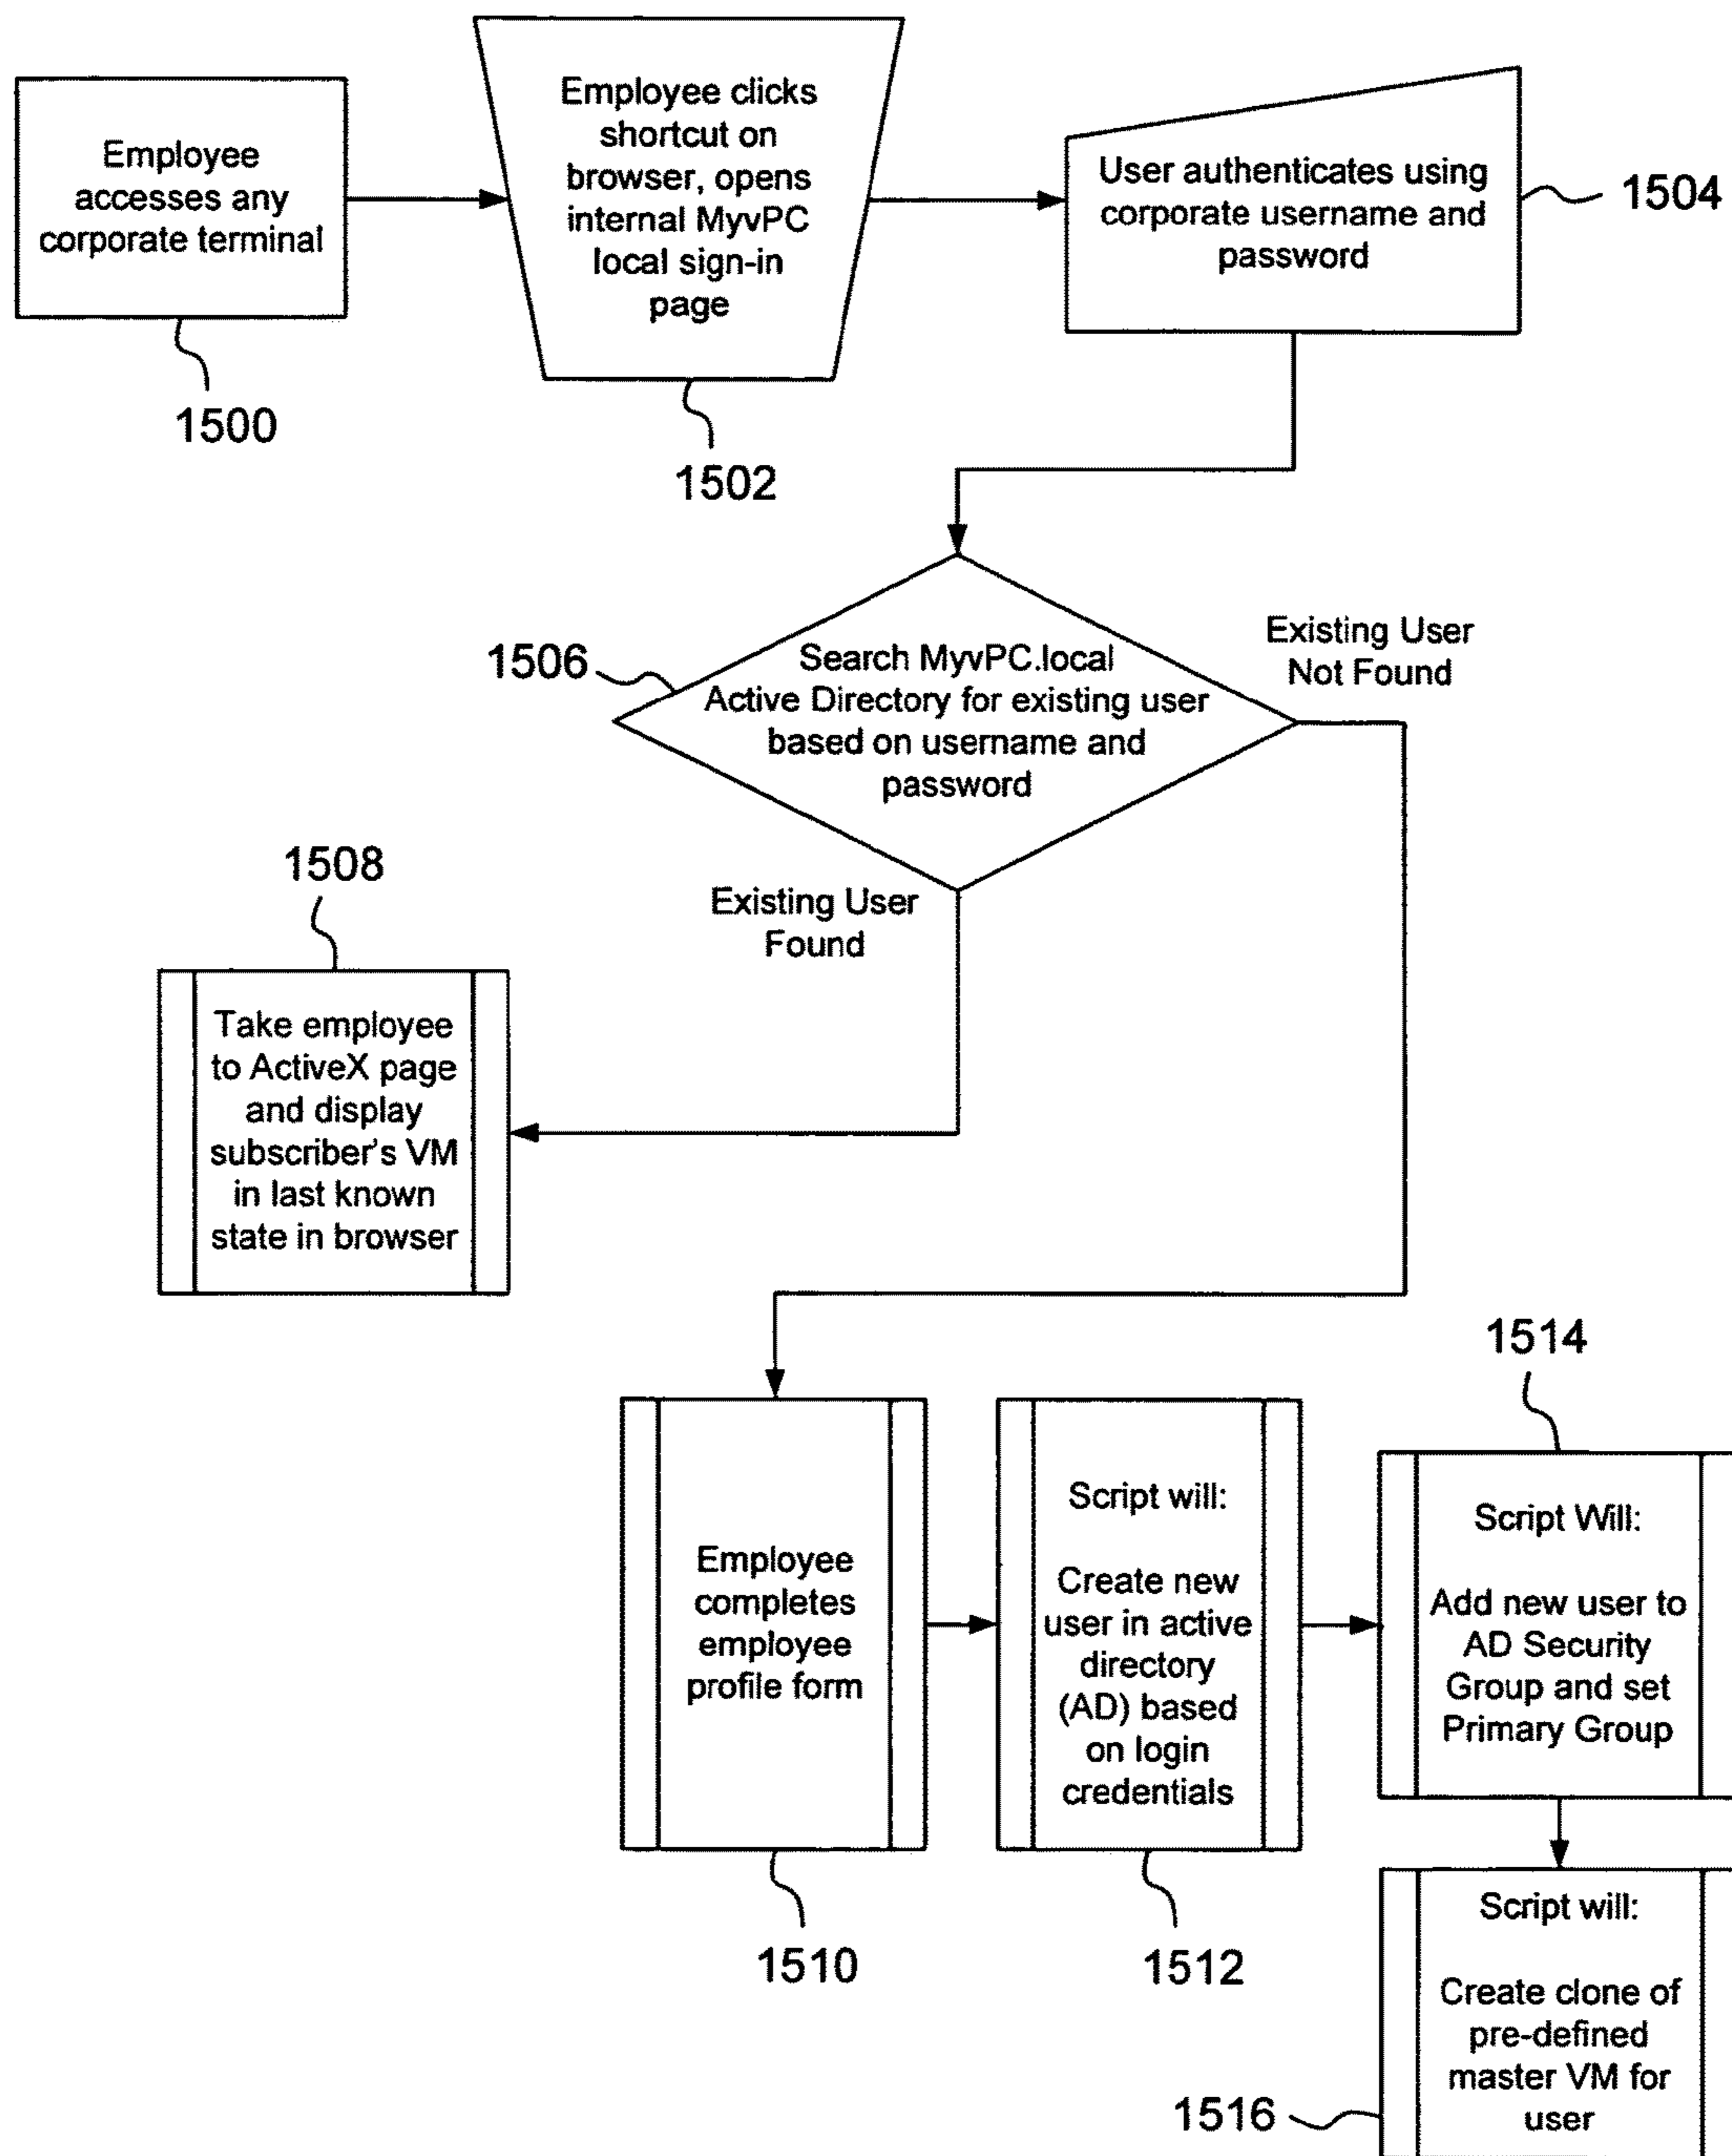 Employee
accesses any
corporate terminal
1500
Employee clicks
shortcut on
browser, opens
internal MyvPC
local sign-in
page
1502
User authenticates using
corporate username and
password
1504
1506
Search MyvPC.local
Active Directory for existing user
based on username and
password
Existing User
Not Found
Existing User
Found
1508
Take employee
to ActiveX page
and display
subscriber's VM
in last known
state in browser
Employee
completes
employee
profile form
1510
Script will:
Create new
user in active
directory
(AD) based
on login
credentials
1512
1514
Script Will:
Add new user to
AD Security
Group and set
Primary Group
Script will:
Create clone of
pre-defined
master VM for
user
1516